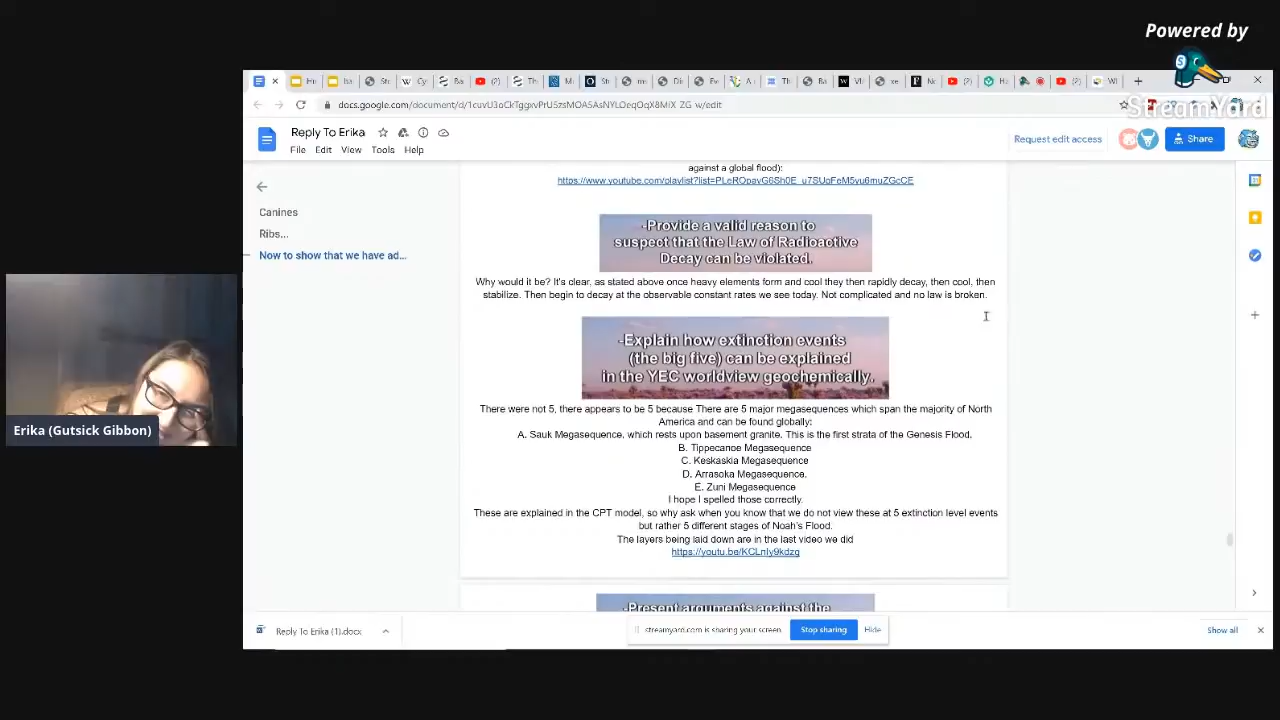 Powered by
StreamYard
docs.google.com/document/d/
w/edit
Reply To Erika
File Edit View Tools Help
Request edit access
Share
against a global flood):
Canines
Ribs...
Now to show that we have ad...
-Provide a valid reason to
suspect that the Law of Radioactive
Decay can be violated.
Why would it be? It's clear, as stated above once heavy elements form and cool they then rapidly decay, then cool, then
stabilize. Then begin to decay at the observable constant rates we see today. Not complicated and no law is broken.
-Explain how extinction events
(the big five) can be explained
in the YEC worldview geochemically.
There were not 5, there appears to be 5 because There are 5 major megasequences which span the majority of North
America and can be found globally:
A. Sauk Megasequence, which rests upon basement granite. This is the first strata of the Genesis Flood.
B. Tippecanoe Megasequence
C. Keskaskia Megasequence
D. Arrasoka Megasequence.
E. Zuni Megasequence
I hope I spelled those correctly.
These are explained in the CPT model, so why ask when you know that we do not view these at 5 extinction level events
but rather 5 different stages of Noah's Flood.
The layers being laid down are in the last video we did
https://youtu.be/
-Present arguments against the
Erika (Gutsick Gibbon)
Reply To Erika (1).docx
streamyard.com is sharing your screen.
Stop sharing
Hide
Show all